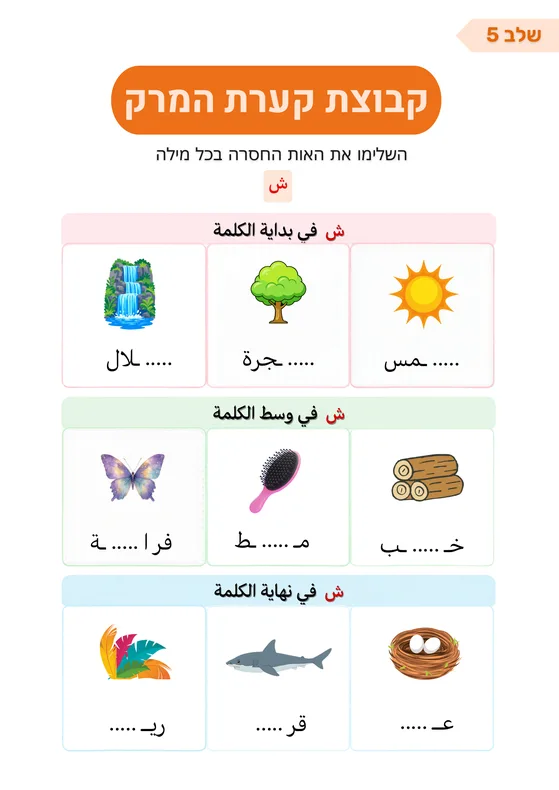 שלב 5
קבוצת קערת המרק
השלימו את האות החסרה בכל מילה
ش
ش في بداية الكلمة
..... ـمس
..... ـجرة
..... ـلال
ش في وسط الكلمة
خـ ..... ـب
مـ ..... ـط
فرا ..... ـة
ش في نهاية الكلمة
عـ .....
قر .....
ريـ .....